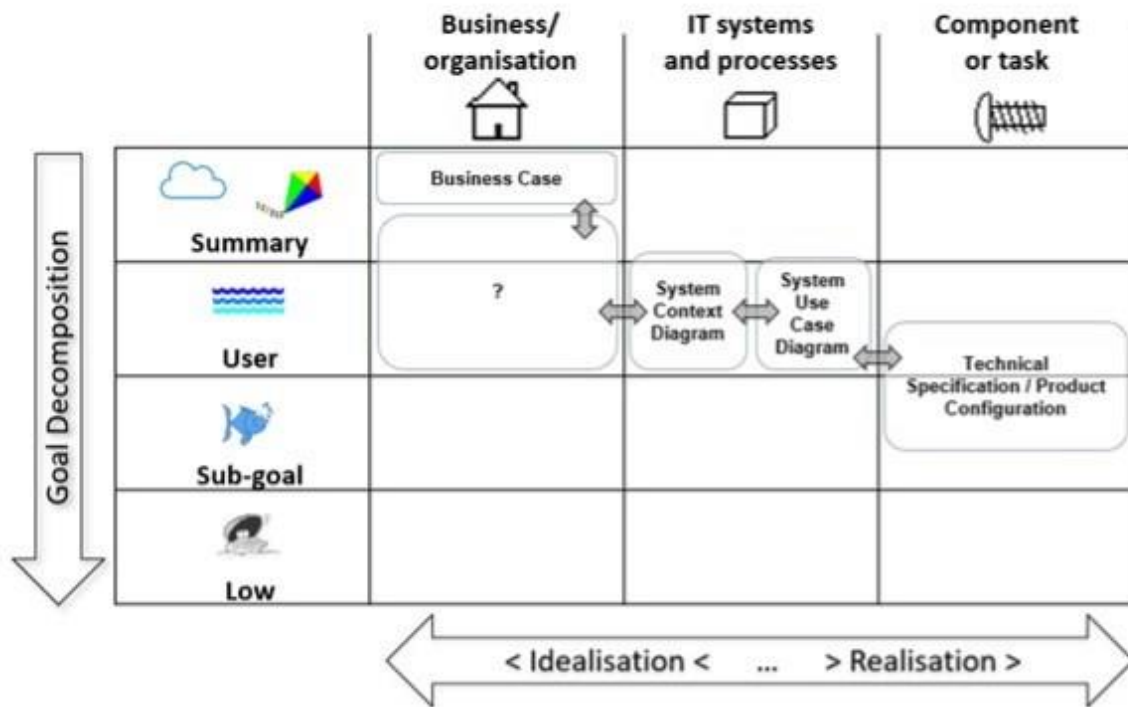 Business/
organisation
IT systems
and processes
Component
or task
Goal Decomposition
Summary
Business Case
User
?
System
Context
Diagram
System
Use
Case
Diagram
Technical
Specification / Product
Configuration
Sub-goal
Low
< Idealisation < ... > Realisation >